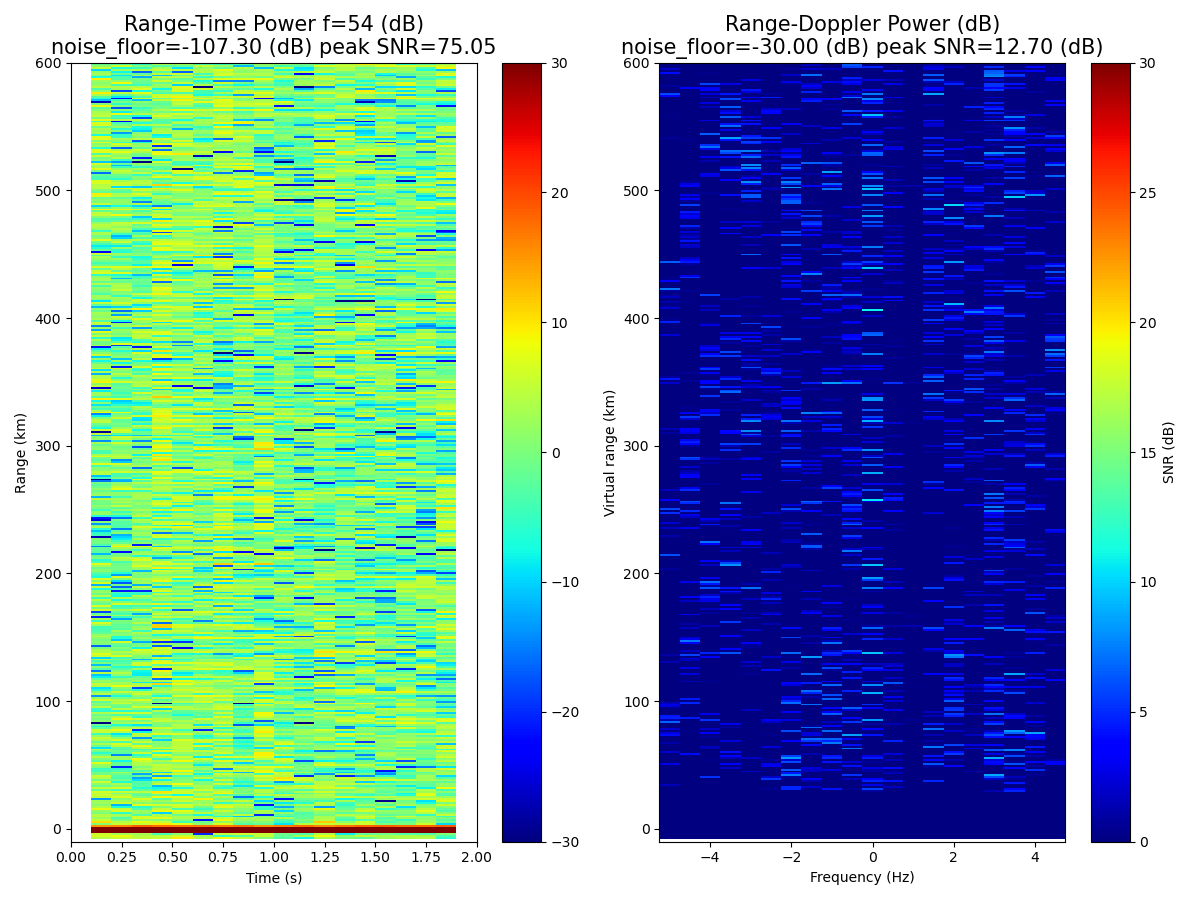 Range-Time Power f=54 (dB)
noise_floor=-107.30 (dB) peak SNR=75.05
600
500
400
300
200
100
0
Range (km)
0.00 0.25 0.50 0.75 1.00 1.25 1.50 1.75 2.00
Time (s)
30
20
10
0
−10
−20
−30
Range-Doppler Power (dB)
noise_floor=-30.00 (dB) peak SNR=12.70 (dB)
600
500
400
300
200
100
0
Virtual range (km)
−4 −2 0 2 4
Frequency (Hz)
30
25
20
15
10
5
0
SNR (dB)